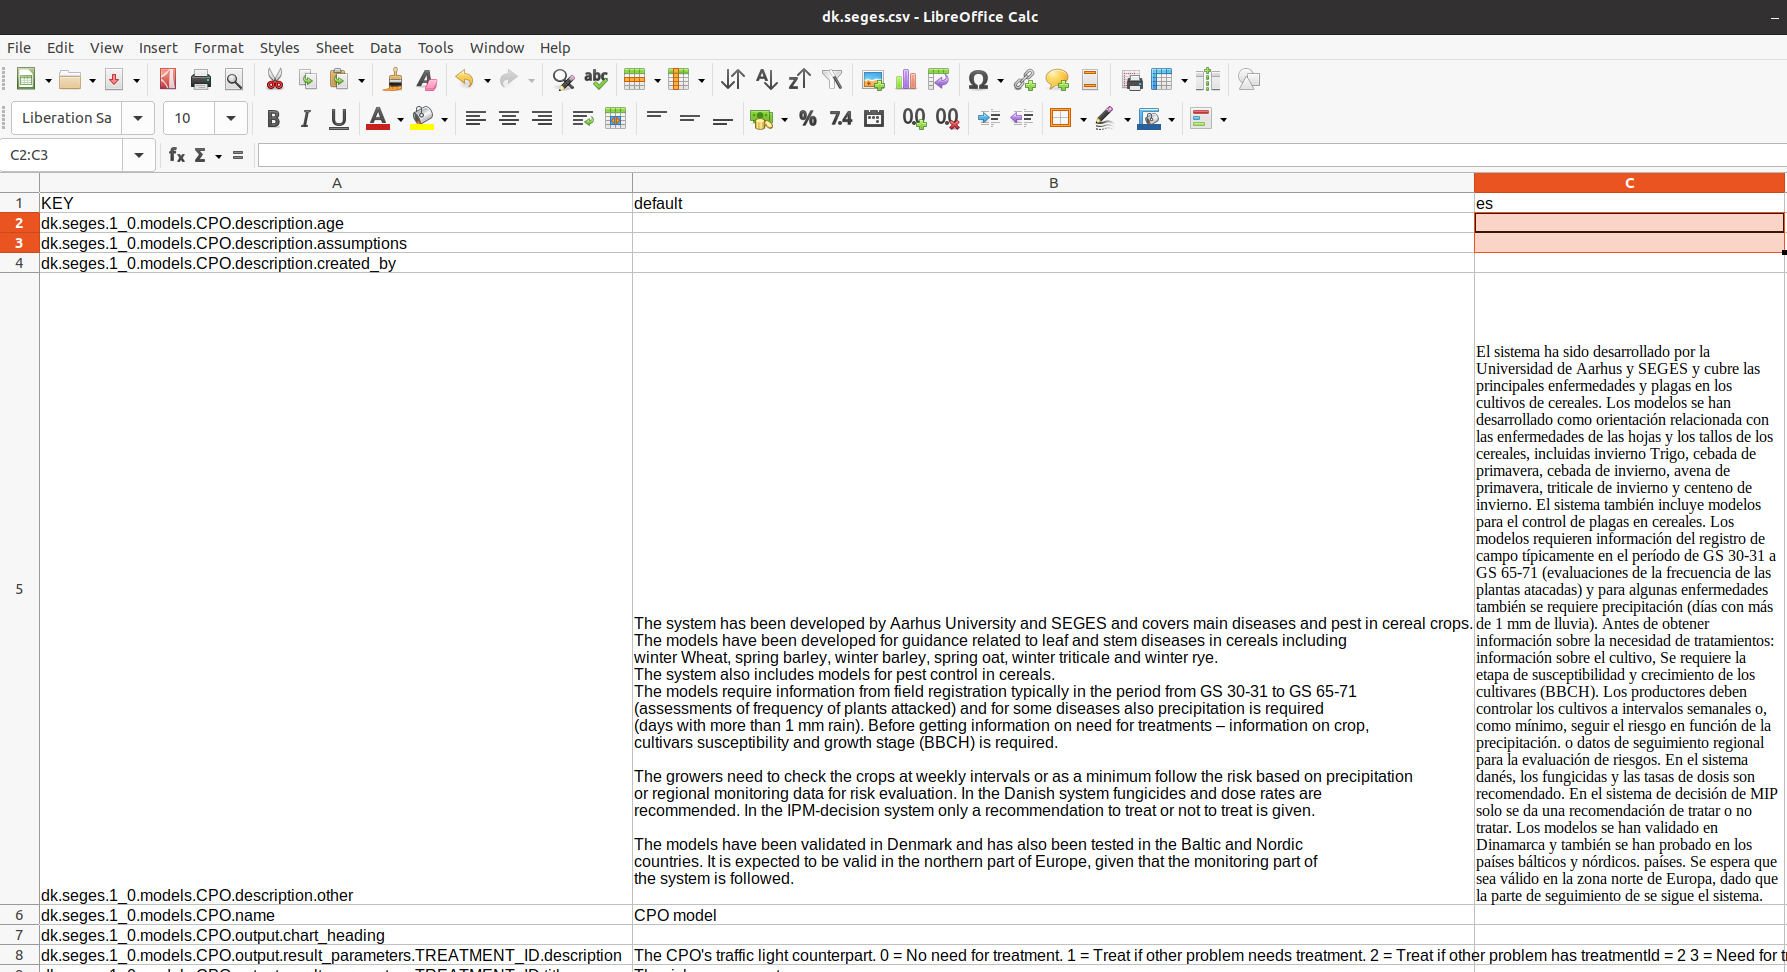 dk.seges.csv - LibreOffice Calc
File Edit View Insert Format Styles Sheet Data Tools Window Help
Liberation Sa 10
C2:C3
A B C
1 KEY default es
2 dk.seges.1_0.models.CPO.description.age
3 dk.seges.1_0.models.CPO.description.assumptions
4 dk.seges.1_0.models.CPO.description.created_by
5
dk.seges.1_0.models.CPO.description.other
The system has been developed by Aarhus University and SEGES and covers main diseases and pest in cereal crops.
The models have been developed for guidance related to leaf and stem diseases in cereals including
winter Wheat, spring barley, winter barley, spring oat, winter triticale and winter rye.
The system also includes models for pest control in cereals.
The models require information from field registration typically in the period from GS 30-31 to GS 65-71
(assessments of frequency of plants attacked) and for some diseases also precipitation is required
(days with more than 1 mm rain). Before getting information on need for treatments – information on crop,
cultivars susceptibility and growth stage (BBCH) is required.
The growers need to check the crops at weekly intervals or as a minimum follow the risk based on precipitation
or regional monitoring data for risk evaluation. In the Danish system fungicides and dose rates are
recommended. In the IPM-decision system only a recommendation to treat or not to treat is given.
The models have been validated in Denmark and has also been tested in the Baltic and Nordic
countries. It is expected to be valid in the northern part of Europe, given that the monitoring part of
the system is followed.
El sistema ha sido desarrollado por la
Universidad de Aarhus y SEGES y cubre las
principales enfermedades y plagas en los
cultivos de cereales. Los modelos se han
desarrollado como orientación relacionada con
las enfermedades de las hojas y los tallos de los
cereales, incluidas invierno Trigo, cebada de
primavera, cebada de invierno, avena de
primavera, triticale de invierno y centeno de
invierno. El sistema también incluye modelos
para el control de plagas en cereales. Los
modelos requieren información del registro de
campo típicamente en el período de GS 30-31 a
GS 65-71 (evaluaciones de la frecuencia de las
plantas atacadas) y para algunas enfermedades
también se requiere precipitación (días con más
de 1 mm de lluvia). Antes de obtener
información sobre la necesidad de tratamientos:
información sobre el cultivo, Se requiere la
etapa de susceptibilidad y crecimiento de los
cultivares (BBCH). Los productores deben
controlar los cultivos a intervalos semanales o,
como mínimo, seguir el riesgo en función de la
precipitación. o datos de seguimiento regional
para la evaluación de riesgos. En el sistema
danés, los fungicidas y las tasas de dosis son
recomendado. En el sistema de decisión de MIP
solo se da una recomendación de tratar o no
tratar. Los modelos se han validado en
Dinamarca y también se han probado en los
países bálticos y nórdicos. países. Se espera que
sea válido en la zona norte de Europa, dado que
la parte de seguimiento de se sigue el sistema.
6 dk.seges.1_0.models.CPO.name CPO model
7 dk.seges.1_0.models.CPO.output.chart_heading
8 dk.seges.1_0.models.CPO.output.result_parameters.TREATMENT_ID.description The CPO's traffic light counterpart. 0 = No need for treatment. 1 = Treat if other problem needs treatment. 2 = Treat if other problem has treatmentId = 2 3 = Need for